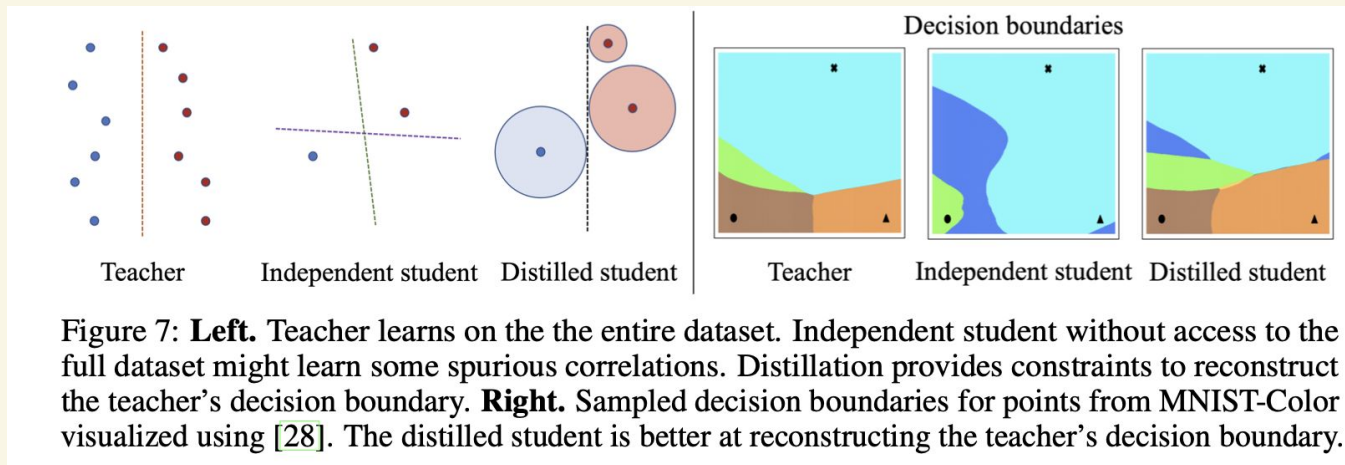 Decision boundaries
Teacher
Independent student
Distilled student
Teacher
Independent student
Distilled student
Figure 7: Left. Teacher learns on the the entire dataset. Independent student without access to the
full dataset might learn some spurious correlations. Distillation provides constraints to reconstruct
the teacher's decision boundary. Right. Sampled decision boundaries for points from MNIST-Color
visualized using [28]. The distilled student is better at reconstructing the teacher's decision boundary.